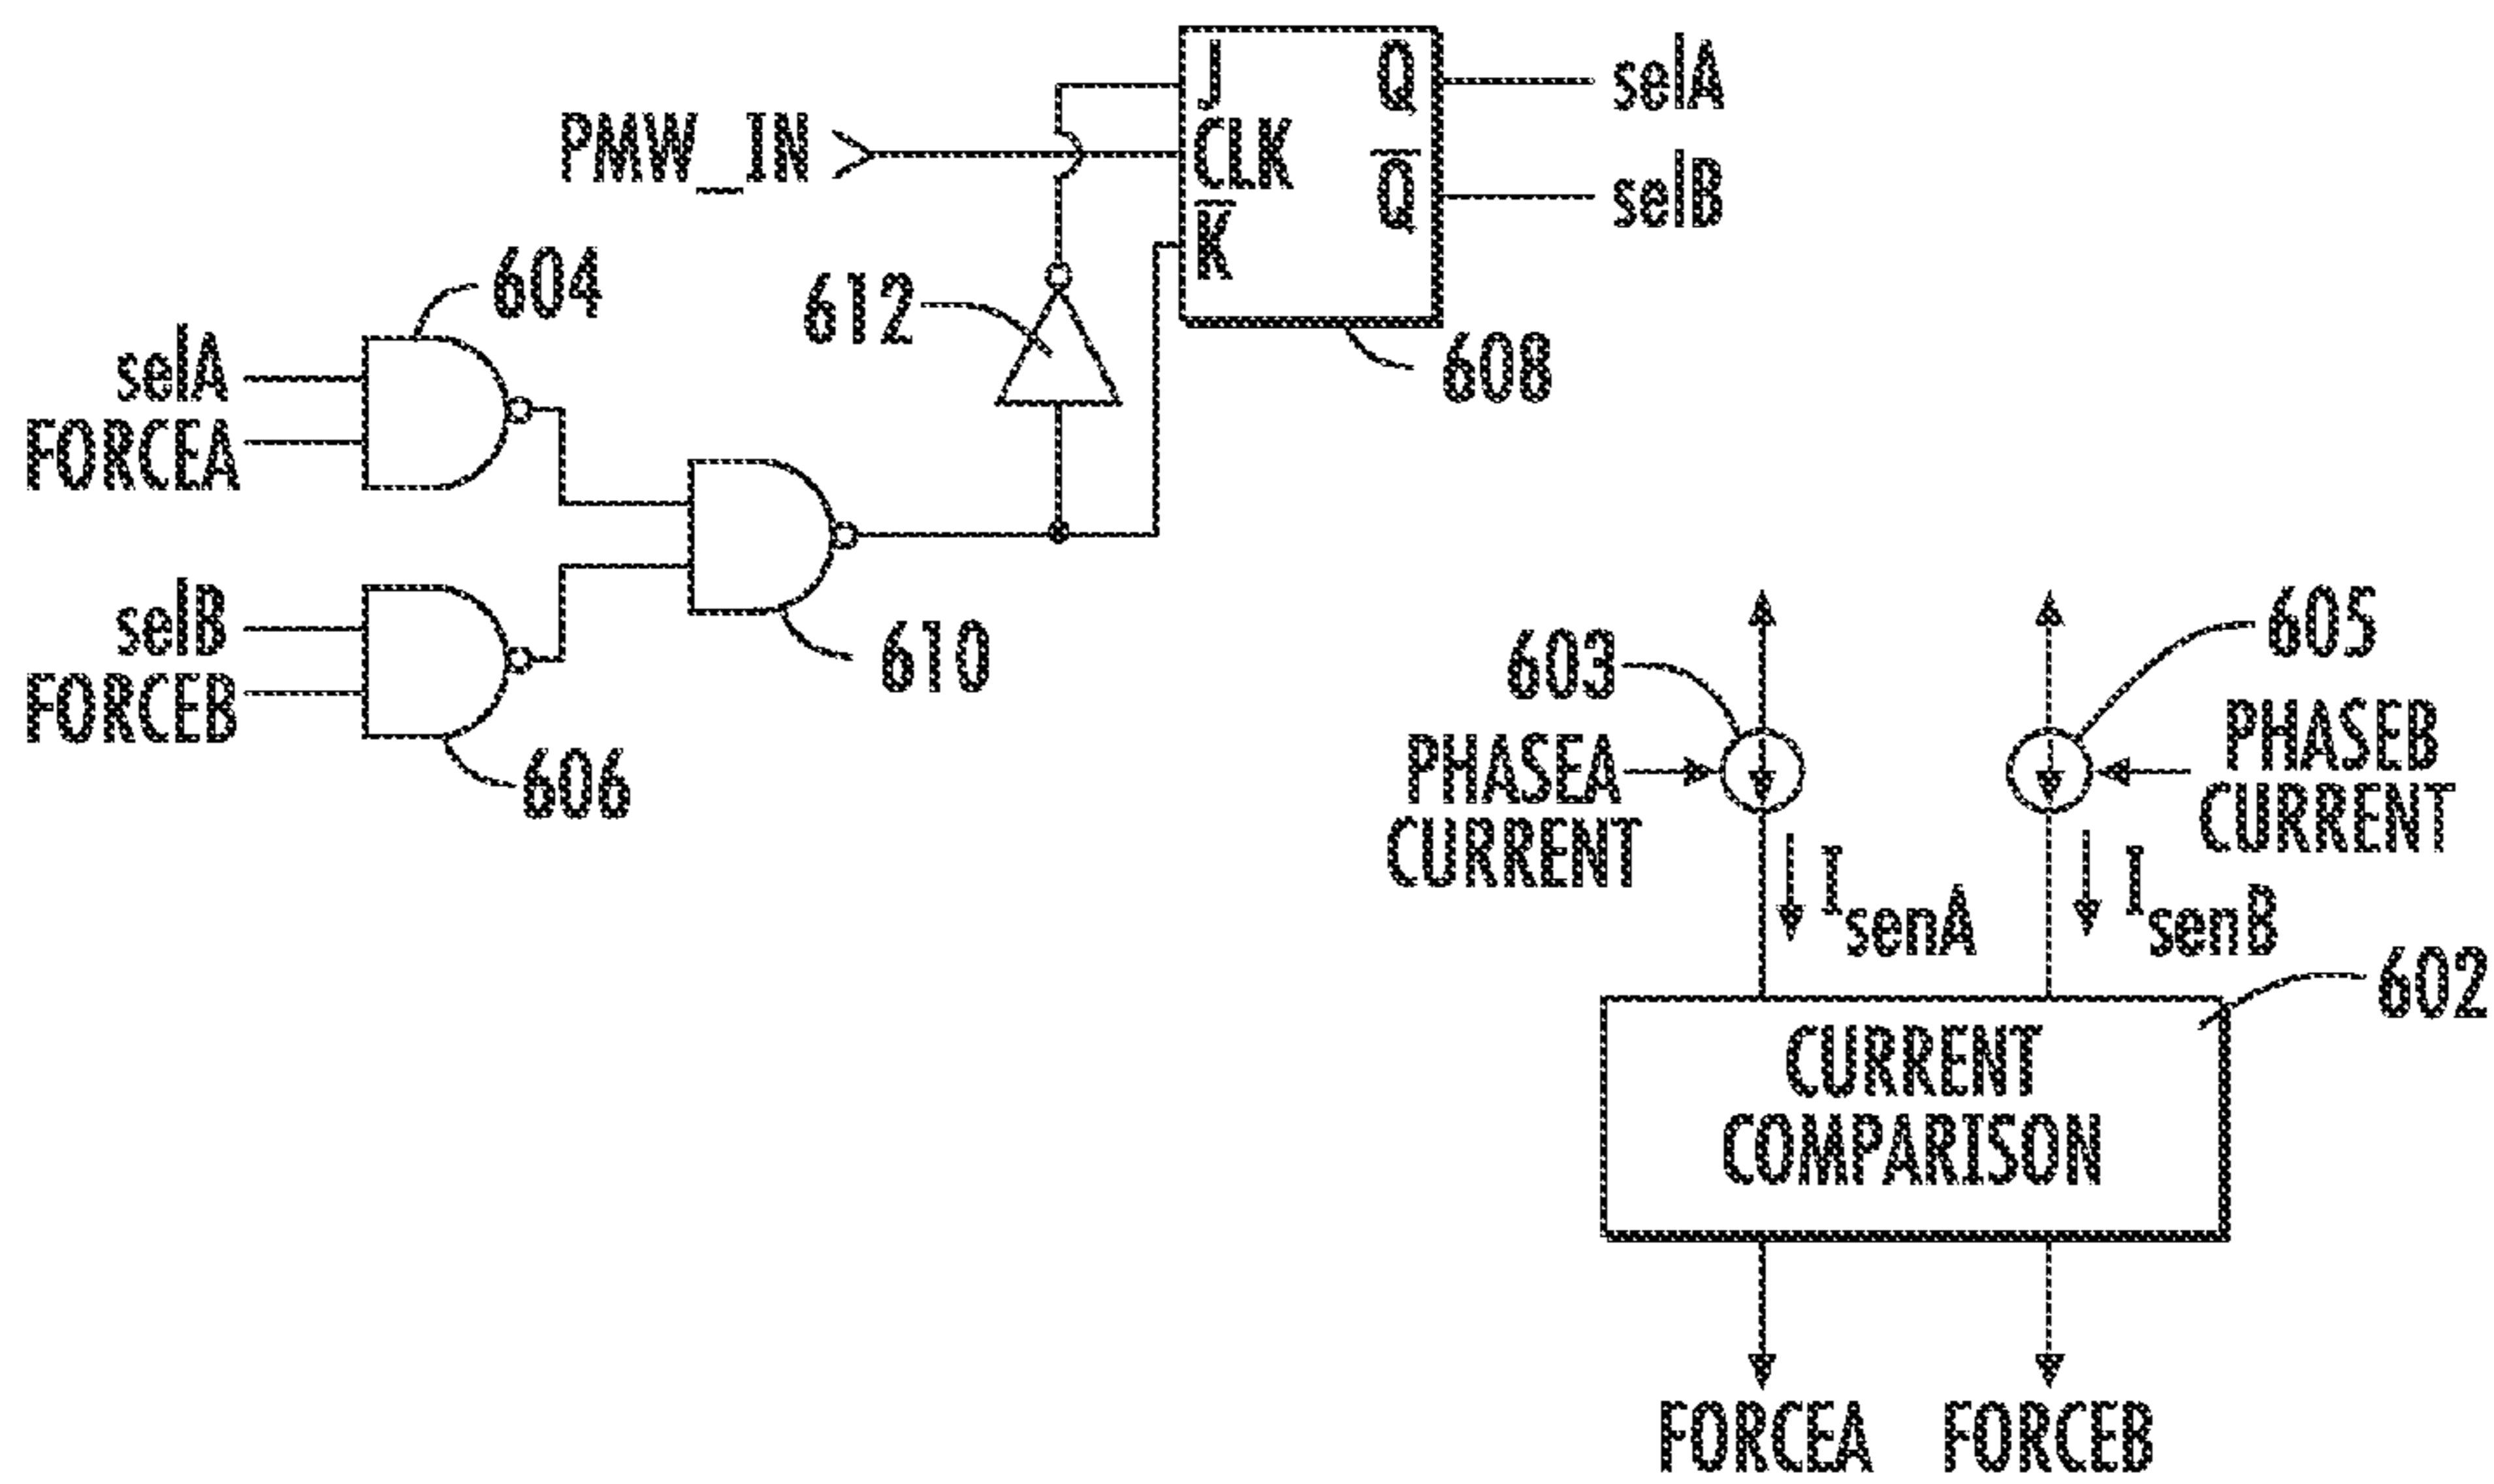 J Q selA
PMW_IN CLK
Q̅ selB
K̅
604
612
selA
608
FORCEA
selB
610
FORCEB
606
603
605
PHASEA
CURRENT
PHASEB
CURRENT
IsenA
IsenB
602
CURRENT
COMPARISON
FORCEA FORCEB